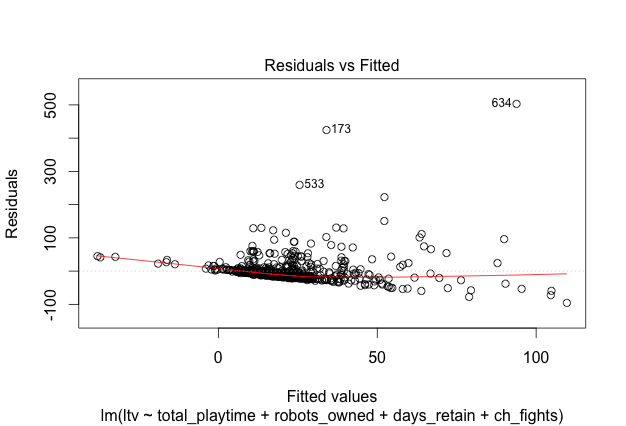 Residuals vs Fitted
Residuals
500
300
100
-100
634
173
533
0
50
100
Fitted values
lm(ltv ~ total_playtime + robots_owned + days_retain + ch_fights)